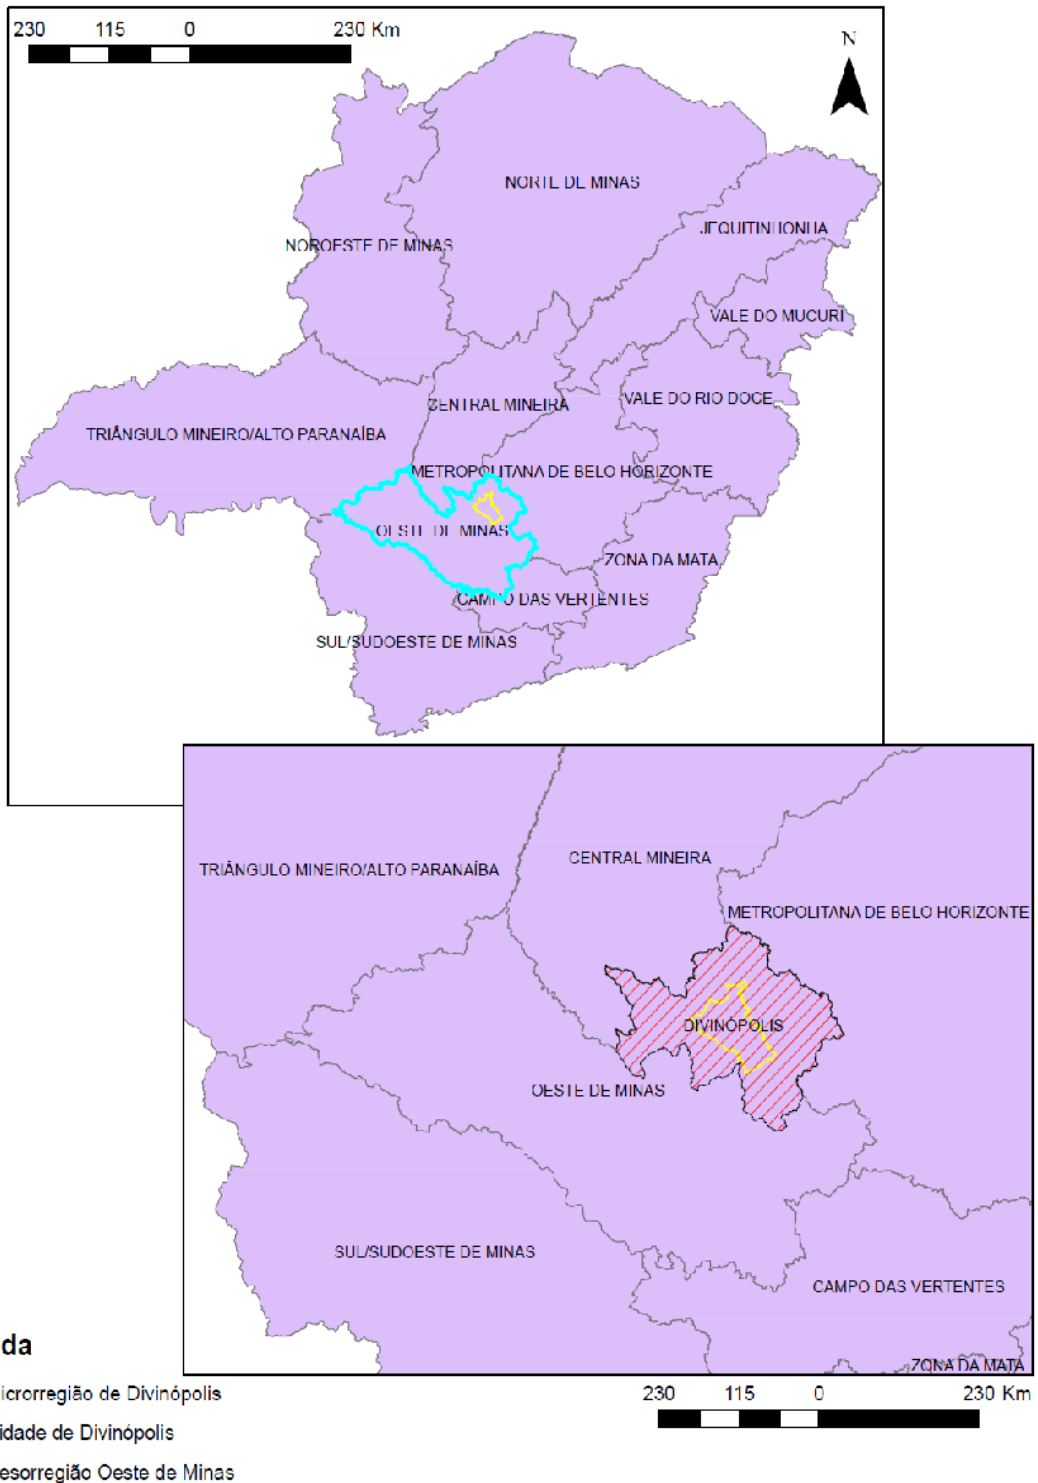 230 115 0 230 Km
N
NORTE DE MINAS
JEQUITINHONHA
NOROESTE DE MINAS
VALE DO MUCURI
CENTRAL MINEIRA
VALE DO RIO DOCE
TRIÂNGULO MINEIRO/ALTO PARANAÍBA
METROPOLITANA DE BELO HORIZONTE
OESTE DE MINAS
ZONA DA MATA
CAMPO DAS VERTENTES
SUL/SUDOESTE DE MINAS
CENTRAL MINEIRA
TRIÂNGULO MINEIRO/ALTO PARANAÍBA
METROPOLITANA DE BELO HORIZONTE
DIVINÓPOLIS
OESTE DE MINAS
SUL/SUDOESTE DE MINAS
CAMPO DAS VERTENTES
ZONA DA MATA
da
icrorregião de Divinópolis
idade de Divinópolis
esorregião Oeste de Minas
230 115 0 230 Km